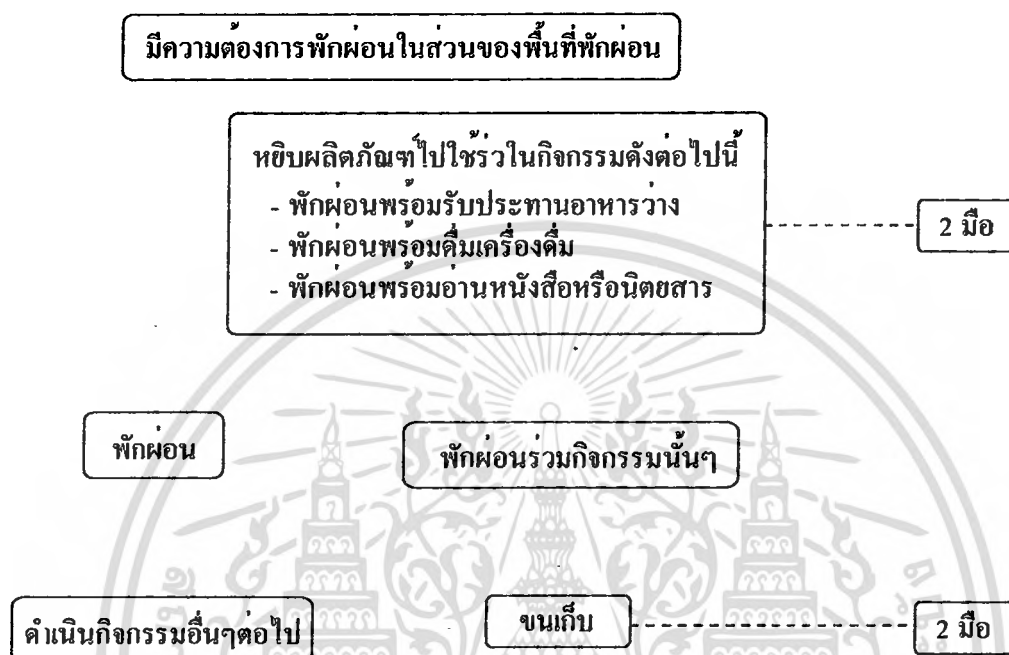 มีความต้องการพักผ่อนในส่วนของพื้นที่พักผ่อน
หยิบผลิตภัณฑ์ไปใช้ร่วในกิจกรรมดังต่อไปนี้
- พักผ่อนพร้อมรับประทานอาหารว่าง
- พักผ่อนพร้อมดื่มเครื่องดื่ม
- พักผ่อนพร้อมอ่านหนังสือหรือนิตยสาร
2 มือ
พักผ่อน
พักผ่อนร่วมกิจกรรมนั้นๆ
ดำเนินกิจกรรมอื่นๆต่อไป
ขนเก็บ
2 มือ